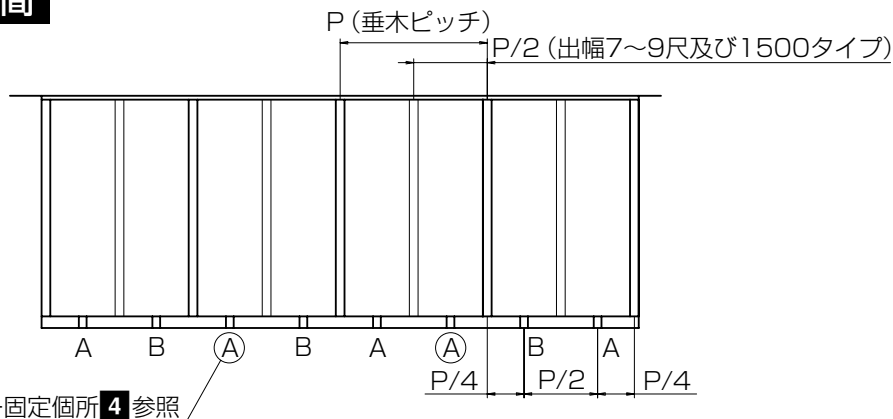 間
P（垂木ピッチ）
P/2（出幅7〜9尺及び1500タイプ）
A B Ⓐ B A Ⓐ B A
P/4 P/2 P/4
固定個所4参照